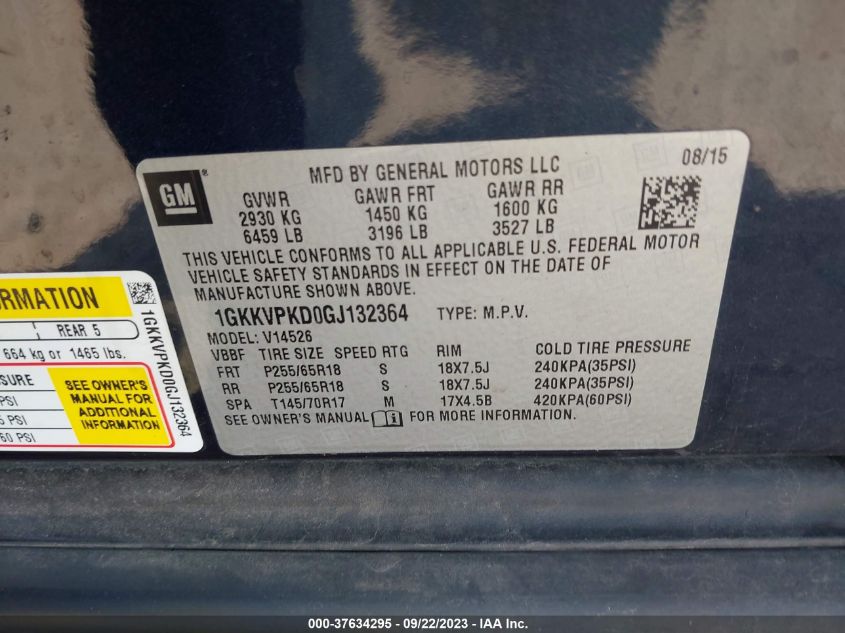 MFD BY GENERAL MOTORS LLC 08/15
GM ®
GVWR GAWR FRT GAWR RR
2930 KG 1450 KG 1600 KG
6459 LB 3196 LB 3527 LB
THIS VEHICLE CONFORMS TO ALL APPLICABLE U.S. FEDERAL MOTOR
VEHICLE SAFETY STANDARDS IN EFFECT ON THE DATE OF
MANUFACTURE SHOWN ABOVE.
1GKKVPKD0GJ132364 TYPE: M.P.V.
MODEL: V14526
VBBF TIRE SIZE SPEED RTG RIM COLD TIRE PRESSURE
FRT P255/65R18 S 18X7.5J 240KPA(35PSI)
RR P255/65R18 S 18X7.5J 240KPA(35PSI)
SPA T145/70R17 M 17X4.5B 420KPA(60PSI)
SEE OWNER'S MANUAL FOR MORE INFORMATION.
ORMATION
REAR 5
664 kg or 1465 lbs.
SURE
PSI
PSI
60 PSI
SEE OWNER'S
MANUAL FOR
ADDITIONAL
INFORMATION
1GKKVPKD0GJ132364
000-37634295 - 09/22/2023 - IAA Inc.